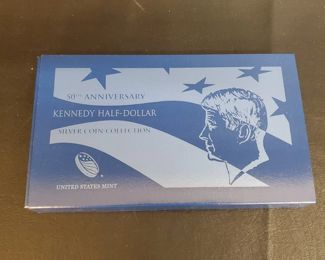 50TH ANNIVERSARY
KENNEDY HALF-DOLLAR
SILVER COIN COLLECTION
UNITED STATES MINT